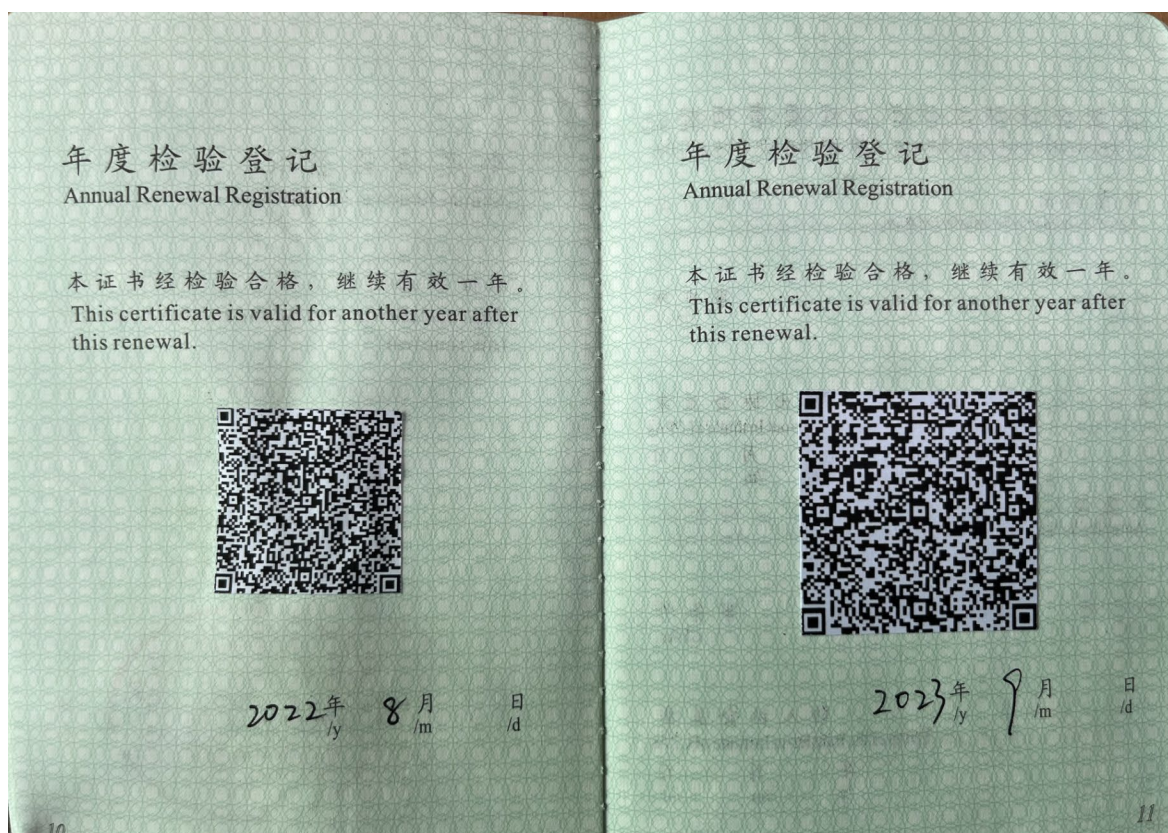 年度检验登记
Annual Renewal Registration
本证书经检验合格，继续有效一年。
This certificate is valid for another year after
this renewal.
2022年 8月 日
/y /m /d
10
年度检验登记
Annual Renewal Registration
本证书经检验合格，继续有效一年。
This certificate is valid for another year after
this renewal.
2023年 9月 日
/y /m /d
11